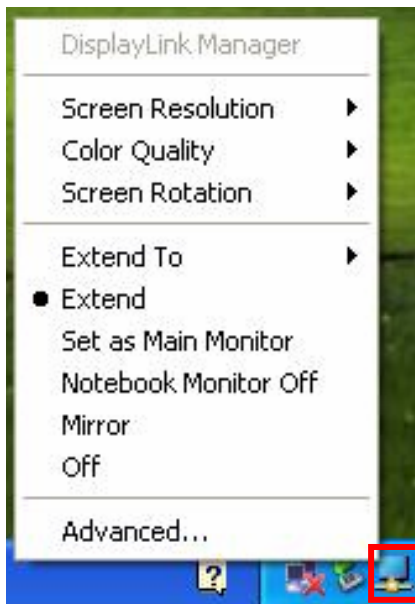 DisplayLink Manager
Screen Resolution
Color Quality
Screen Rotation
Extend To
Extend
Set as Main Monitor
Notebook Monitor Off
Mirror
Off
Advanced...
?